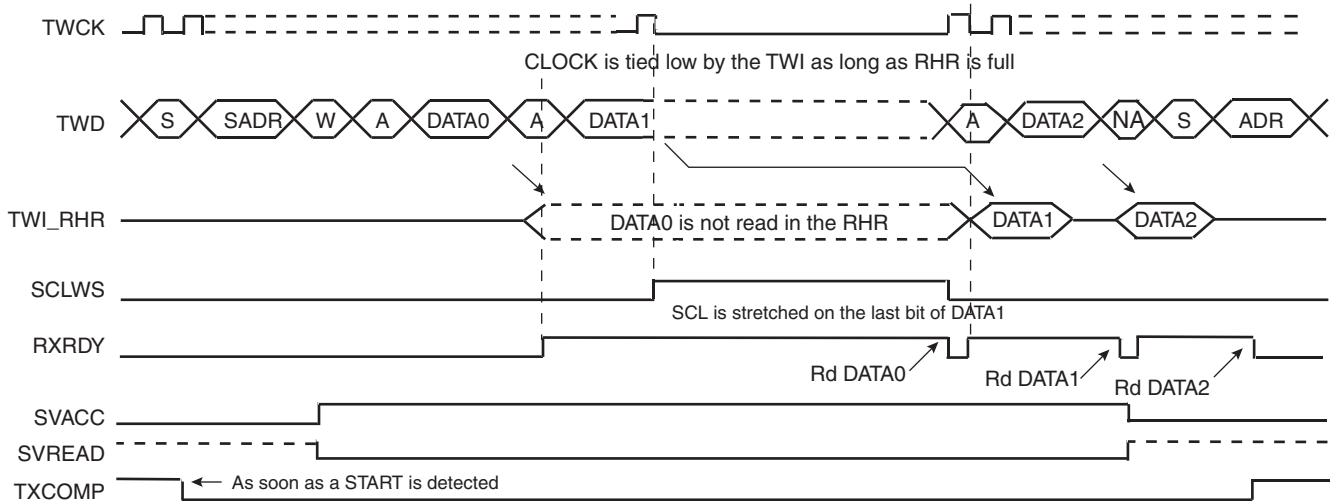 TWCK
CLOCK is tied low by the TWI as long as RHR is full
TWD S SADR W A DATA0 A DATA1 A DATA2 NA S ADR
TWI_RHR DATA0 is not read in the RHR DATA1 DATA2
SCLWS
SCL is stretched on the last bit of DATA1
RXRDY
Rd DATA0 Rd DATA1 Rd DATA2
SVACC
SVREAD
TXCOMP As soon as a START is detected